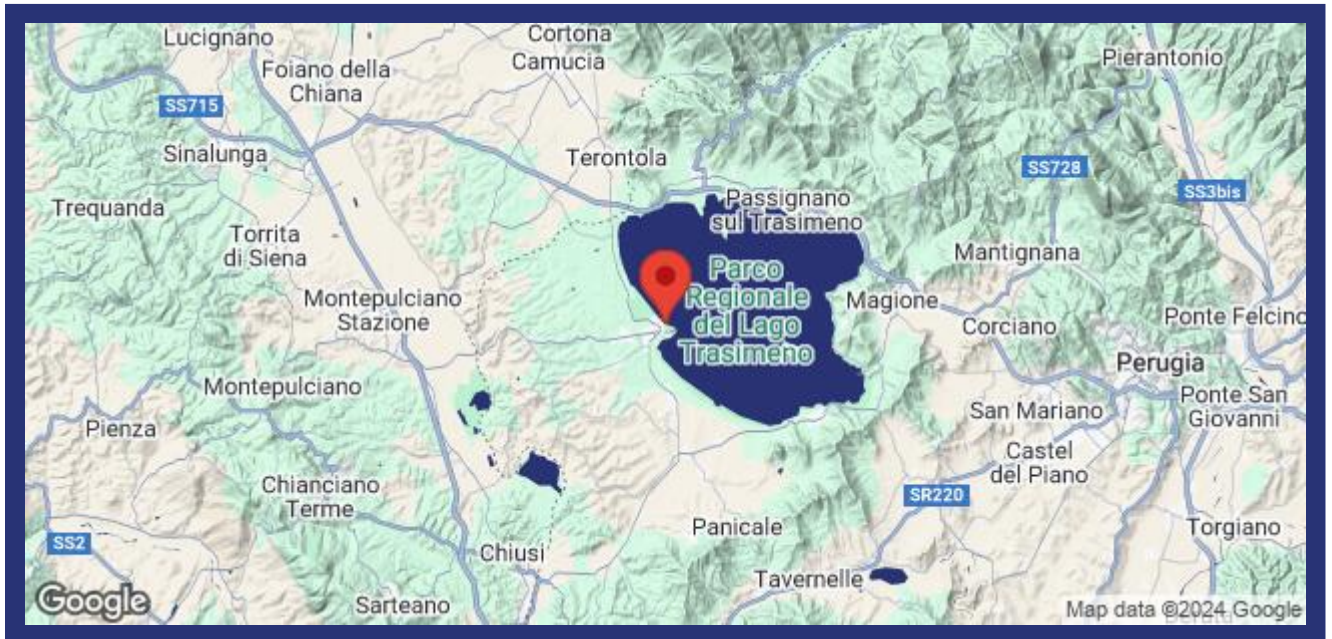 Lucignano
Cortona
Camucia
Pierantonio
Foiano della
Chiana
SS715
Sinalunga
Terontola
SS728
SS3bis
Trequanda
Passignano
sul Trasimeno
Torrita
di Siena
Mantignana
Parco
Regionale
del Lago
Trasimeno
Montepulciano
Stazione
Magione
Corciano
Ponte Felcino
Perugia
Montepulciano
Ponte San
Giovanni
San Mariano
Pienza
Castel
del Piano
Chianciano
Terme
SR220
Panicale
Torgiano
SS2
Chiusi
Tavernelle
Google
Sarteano
Map data ©2024 Google